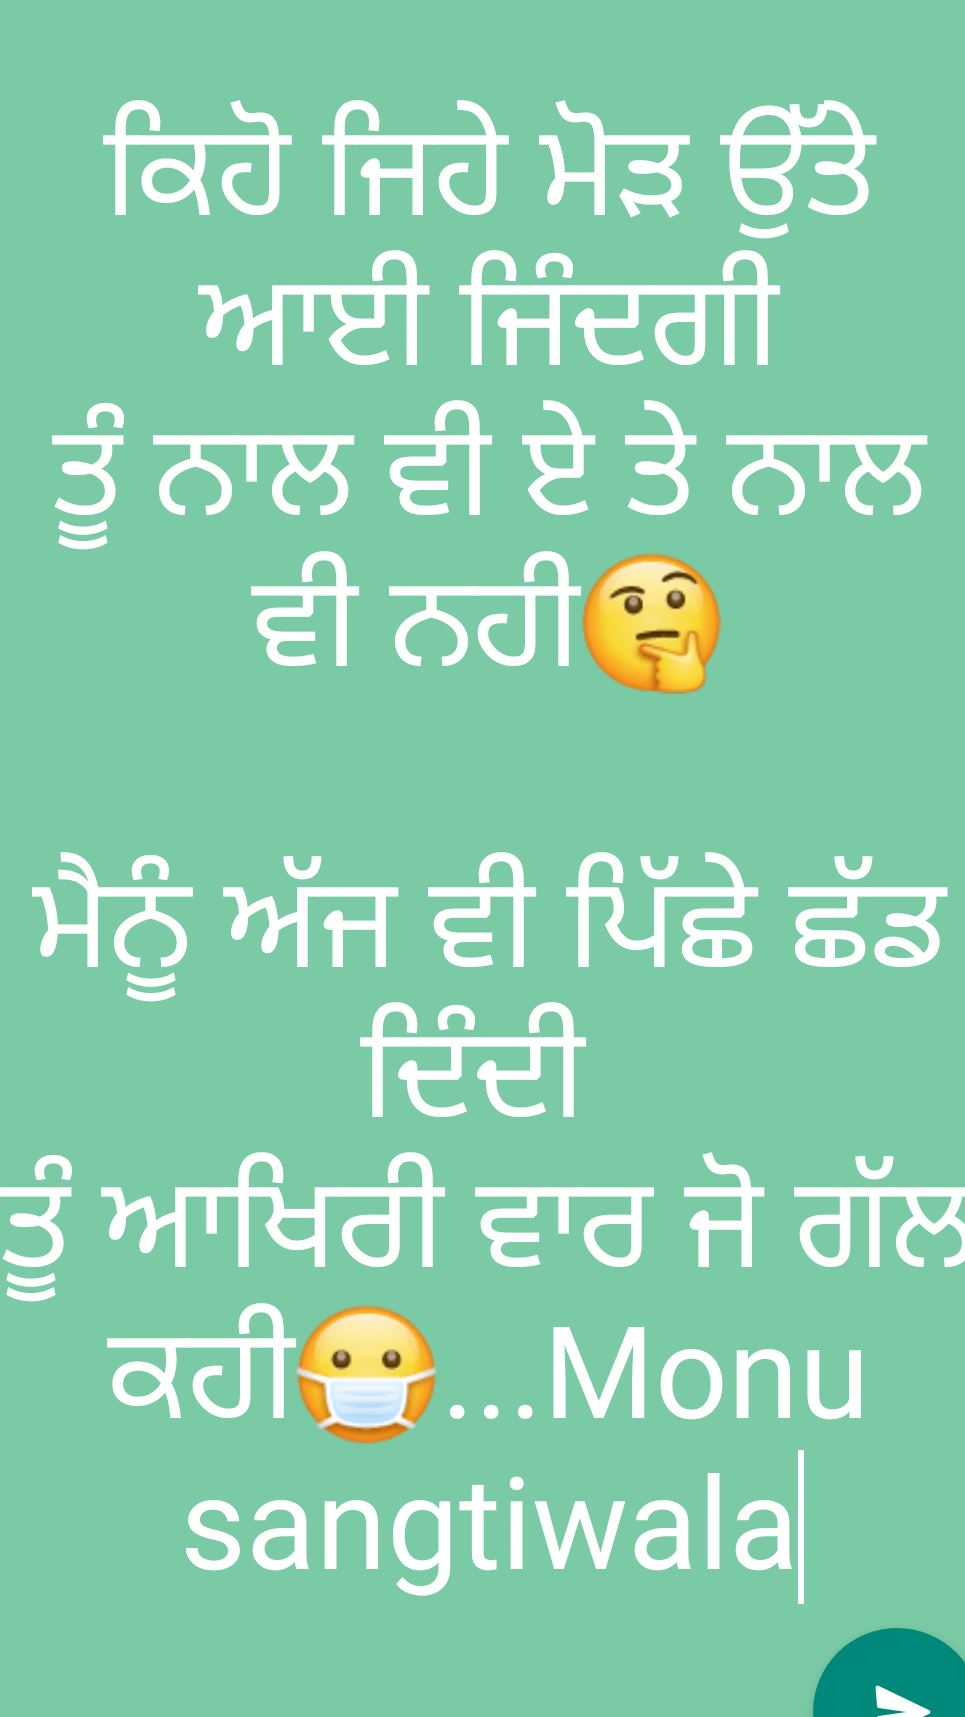 ਕਿਹੋ ਜਿਹੇ ਮੋੜ ਉੱਤੇ
ਆਈ ਜਿੰਦਗੀ
ਤੂੰ ਨਾਲ ਵੀ ਏ ਤੇ ਨਾਲ
ਵੀ ਨਹੀ🤔
ਮੈਨੂੰ ਅੱਜ ਵੀ ਪਿੱਛੇ ਛੱਡ
ਦਿੰਦੀ
ਤੂੰ ਆਖਿਰੀ ਵਾਰ ਜੋ ਗੱਲ
ਕਹੀ😷...Monu
sangtiwala